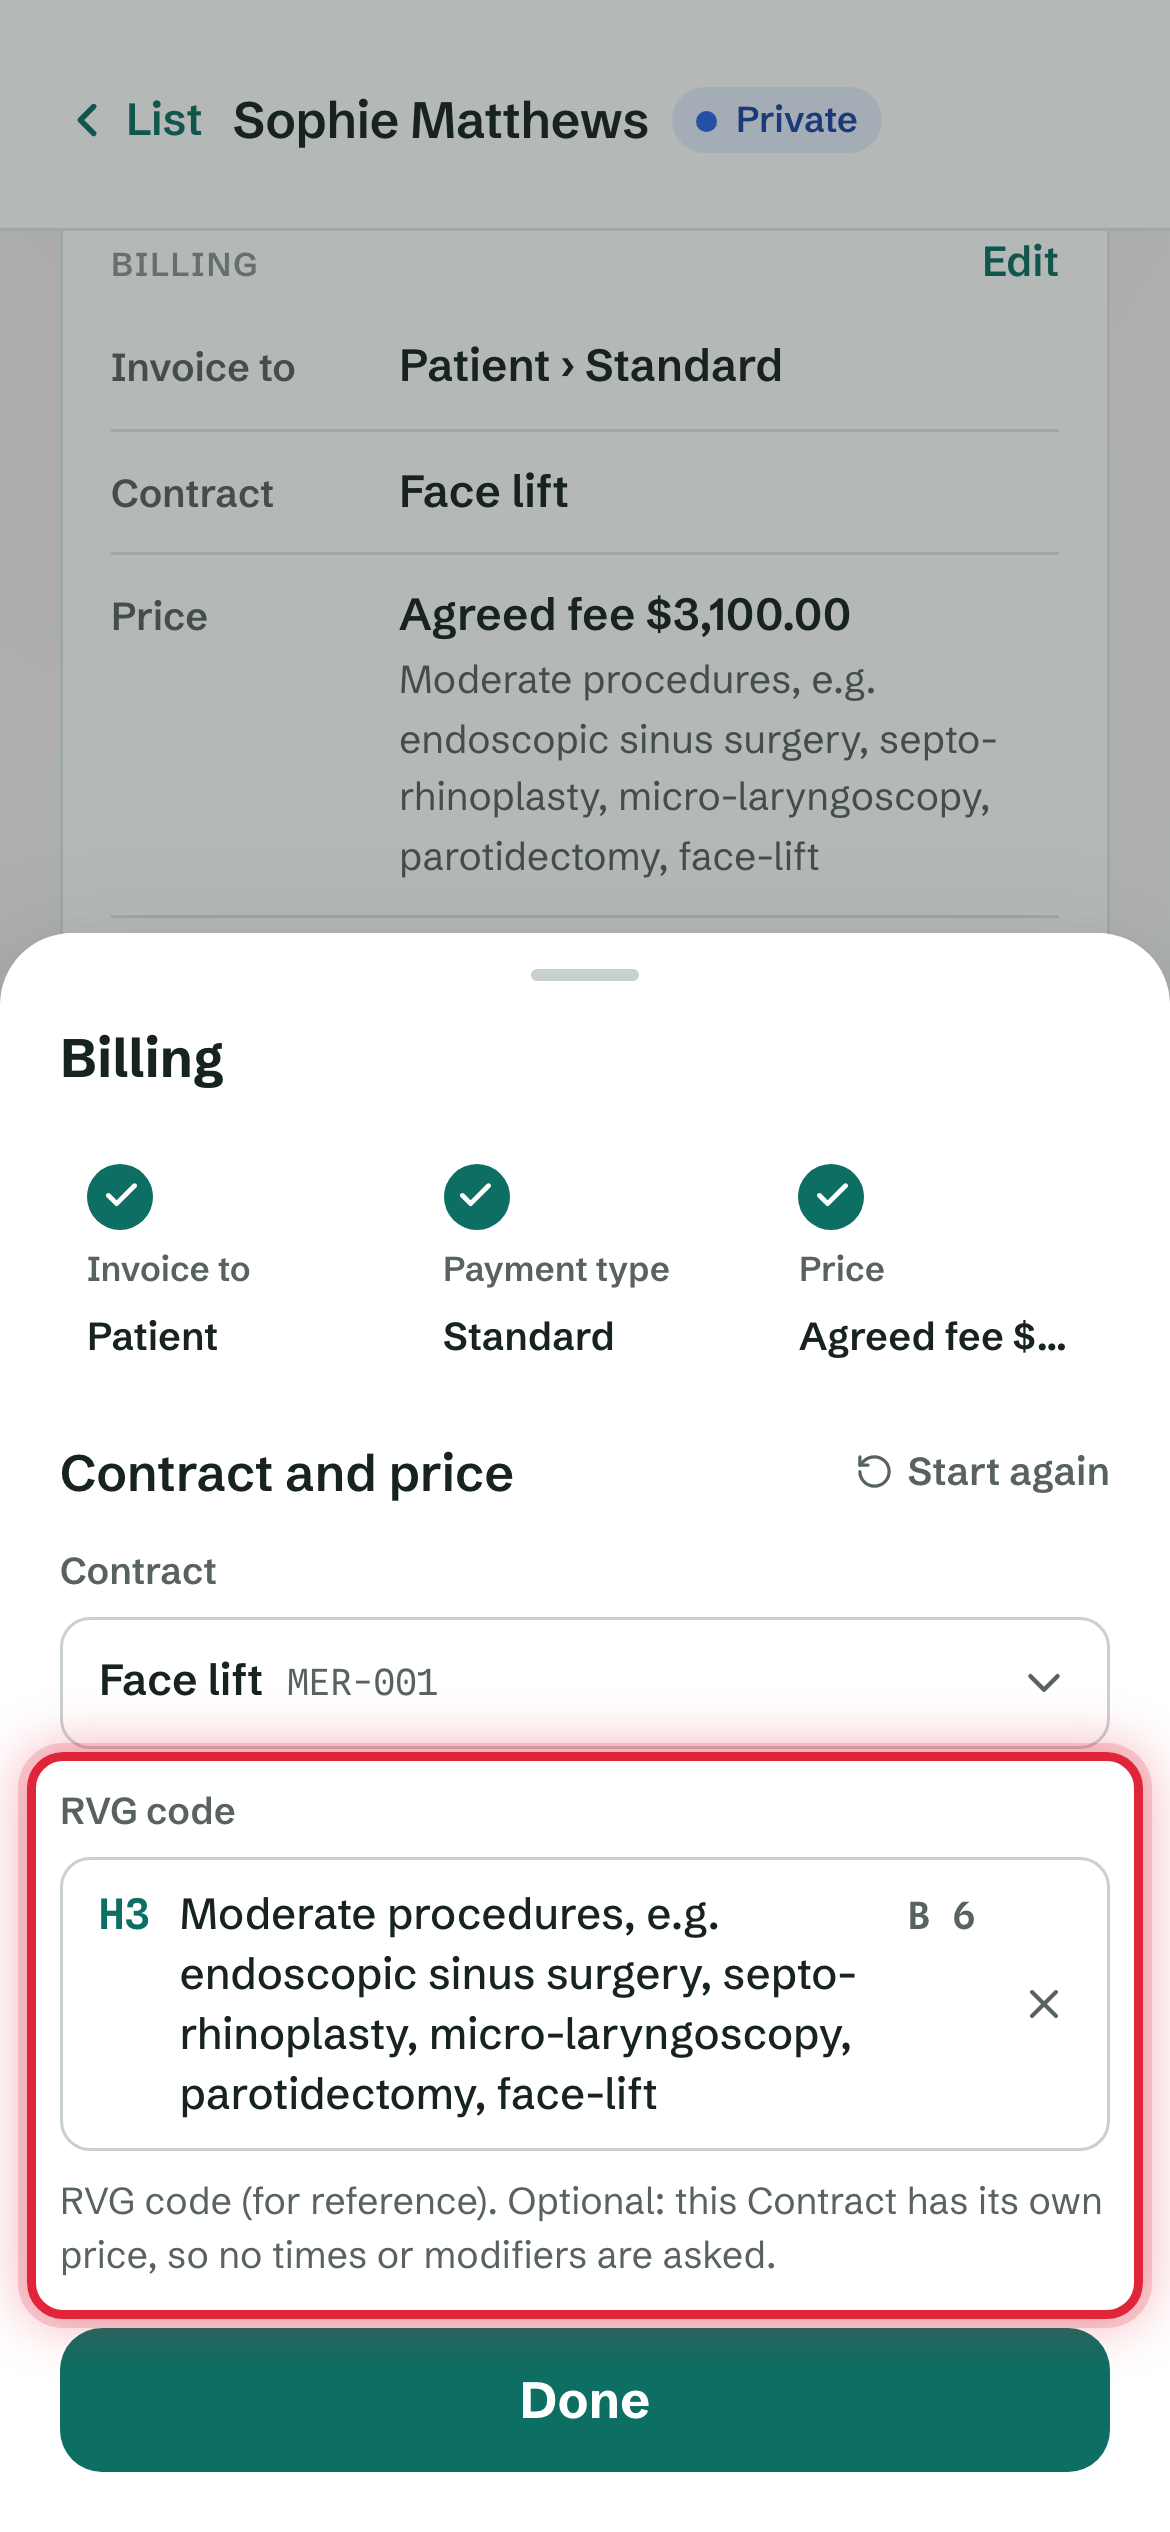 List Sophie Matthews Private
BILLING Edit
Invoice to Patient › Standard
Contract Face lift
Price Agreed fee $3,100.00
Moderate procedures, e.g.
endoscopic sinus surgery, septo-
rhinoplasty, micro-laryngoscopy,
parotidectomy, face-lift
Billing
Invoice to Payment type Price
Patient Standard Agreed fee $...
Contract and price Start again
Contract
Face lift MER-001
RVG code
H3 Moderate procedures, e.g. B 6
endoscopic sinus surgery, septo-
rhinoplasty, micro-laryngoscopy,
parotidectomy, face-lift
RVG code (for reference). Optional: this Contract has its own
price, so no times or modifiers are asked.
Done